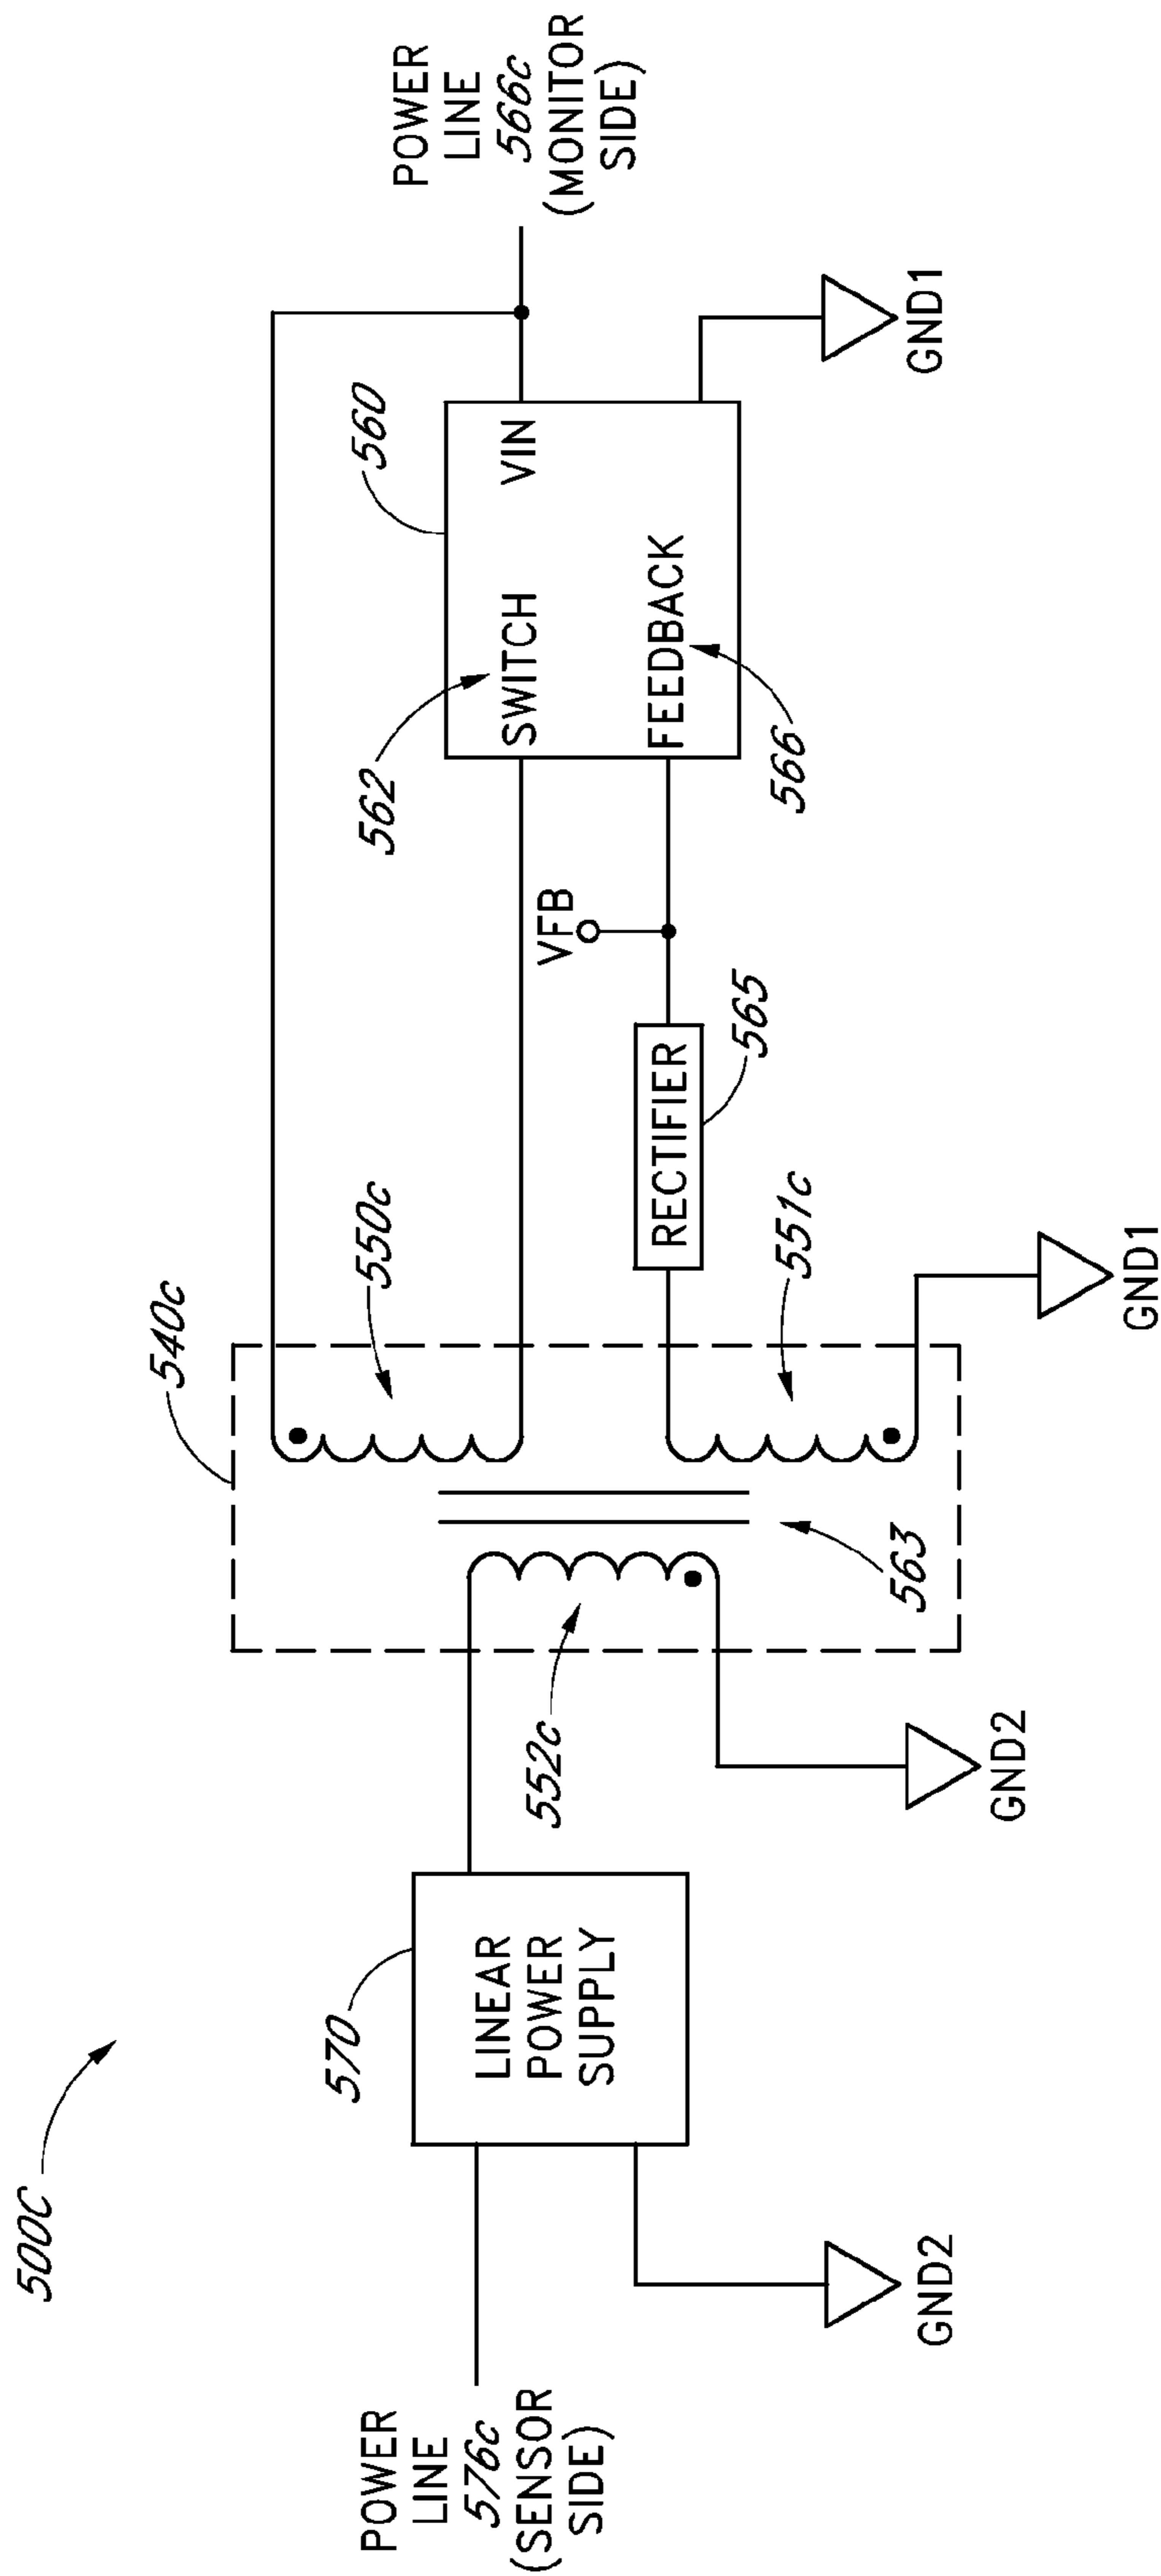 500C
POWER
LINE
576c
(SENSOR
SIDE)
570
LINEAR
POWER
SUPPLY
GND2
552c
GND2
540c
550c
563
551c
GND1
RECTIFIER
565
VFB
562
SWITCH
560
VIN
FEEDBACK
566
GND1
POWER
LINE
566c
(MONITOR
SIDE)